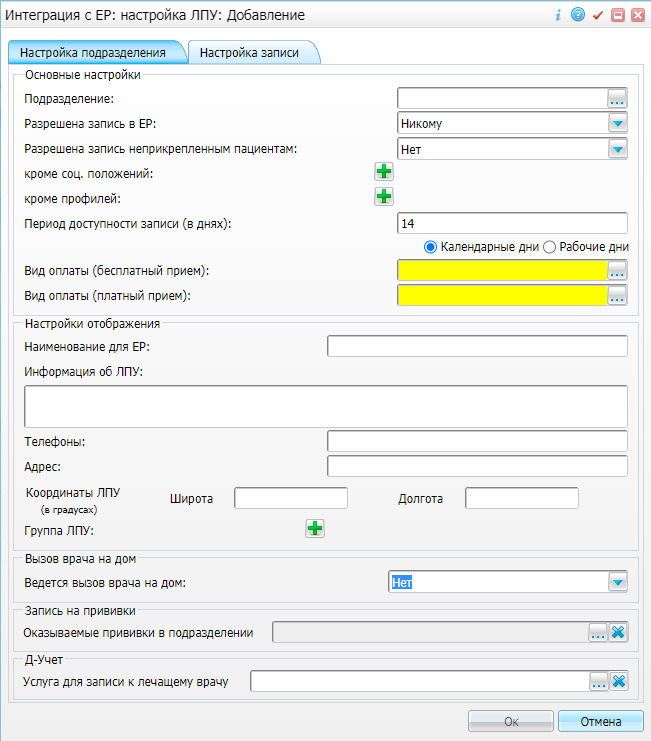 Интеграция с ЕР: настройка ЛПУ: Добавление
Настройка подразделения Настройка записи
Основные настройки
Подразделение: ...
Разрешена запись в ЕР: Никому
Разрешена запись неприкрепленным пациентам: Нет
кроме соц. положений:
кроме профилей:
Период доступности записи (в днях): 14
Календарные дни Рабочие дни
Вид оплаты (бесплатный прием): ...
Вид оплаты (платный прием): ...
Настройки отображения
Наименование для ЕР:
Информация об ЛПУ:
Телефоны:
Адрес:
Координаты ЛПУ Широта Долгота
(в градусах)
Группа ЛПУ:
Вызов врача на дом
Ведется вызов врача на дом: Нет
Запись на прививки
Оказываемые прививки в подразделении ...
Д-Учет
Услуга для записи к лечащему врачу ...
Ок Отмена